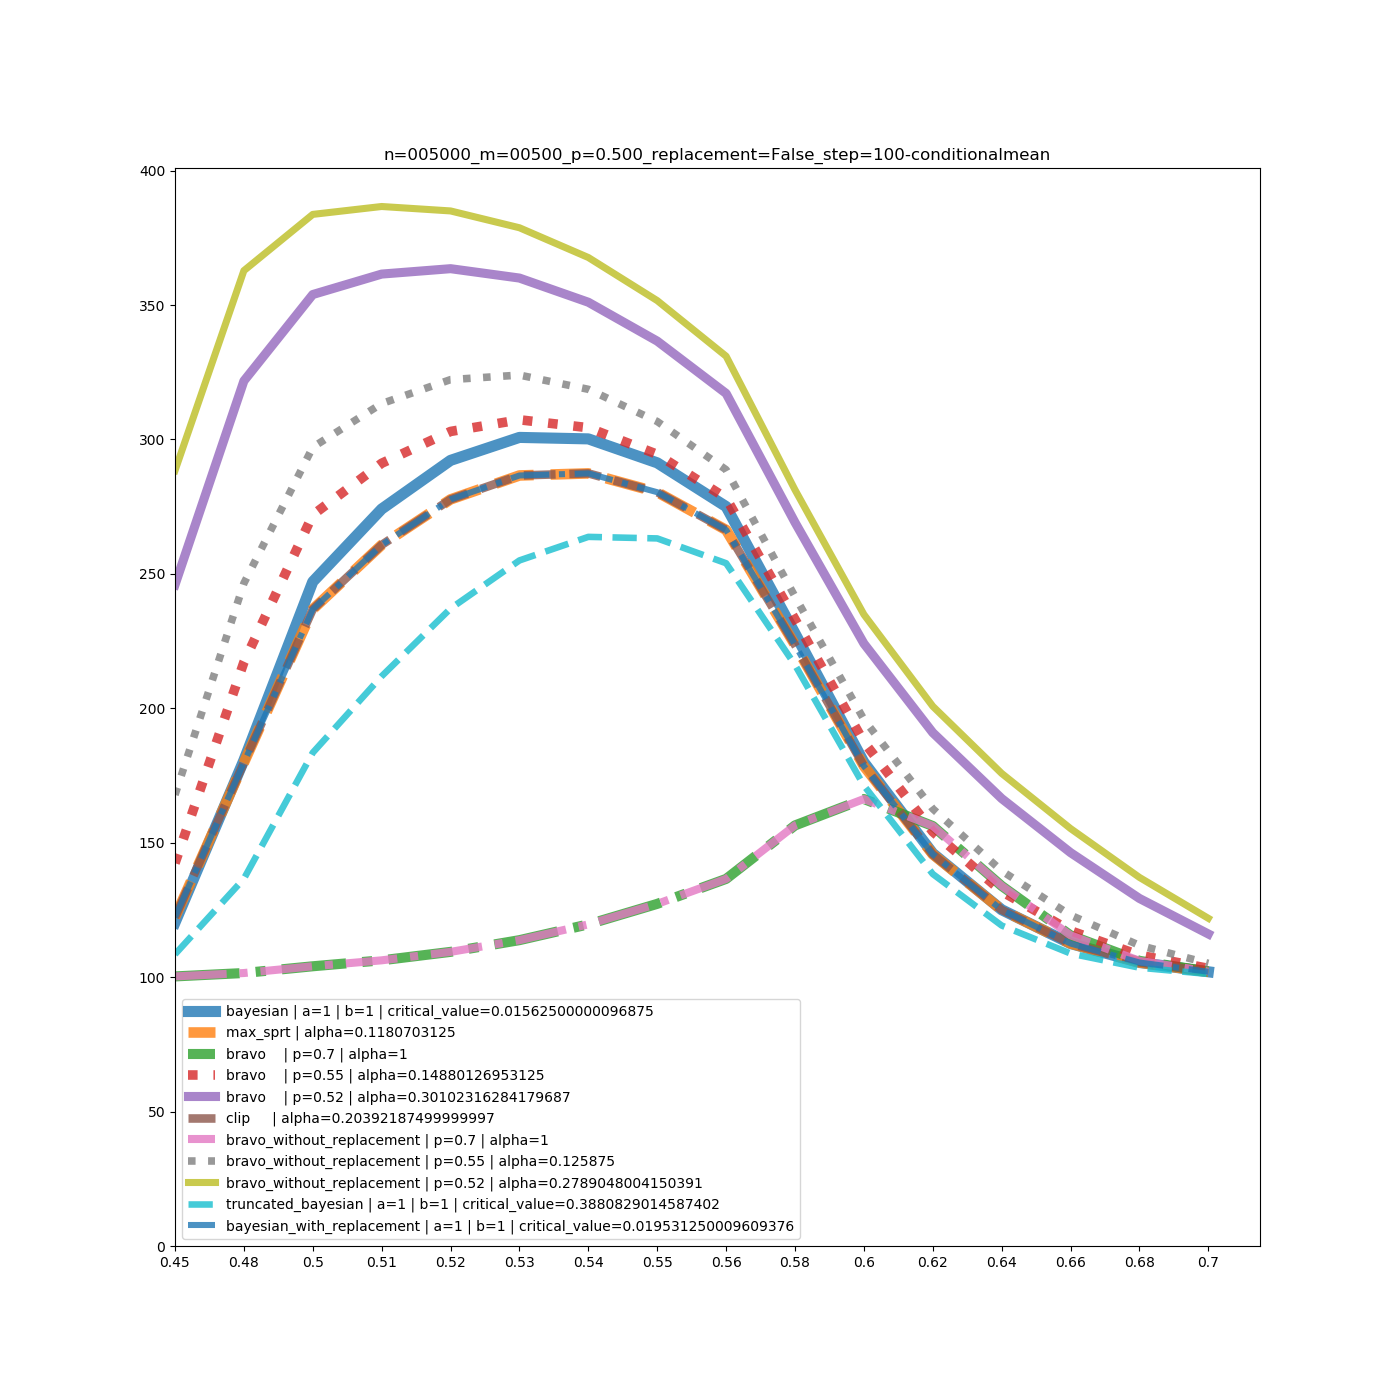 n=005000_m=00500_p=0.500_replacement=False_step=100-conditionalmean
400
350
300
250
200
150
100
50
0
bayesian | a=1 | b=1 | critical_value=0.01562500000096875
max_sprt | alpha=0.1180703125
bravo    | p=0.7 | alpha=1
bravo    | p=0.55 | alpha=0.14880126953125
bravo    | p=0.52 | alpha=0.30102316284179687
clip     | alpha=0.20392187499999997
bravo_without_replacement | p=0.7 | alpha=1
bravo_without_replacement | p=0.55 | alpha=0.125875
bravo_without_replacement | p=0.52 | alpha=0.2789048004150391
truncated_bayesian | a=1 | b=1 | critical_value=0.3880829014587402
bayesian_with_replacement | a=1 | b=1 | critical_value=0.019531250009609376
0.45 0.48 0.5 0.51 0.52 0.53 0.54 0.55 0.56 0.58 0.6 0.62 0.64 0.66 0.68 0.7